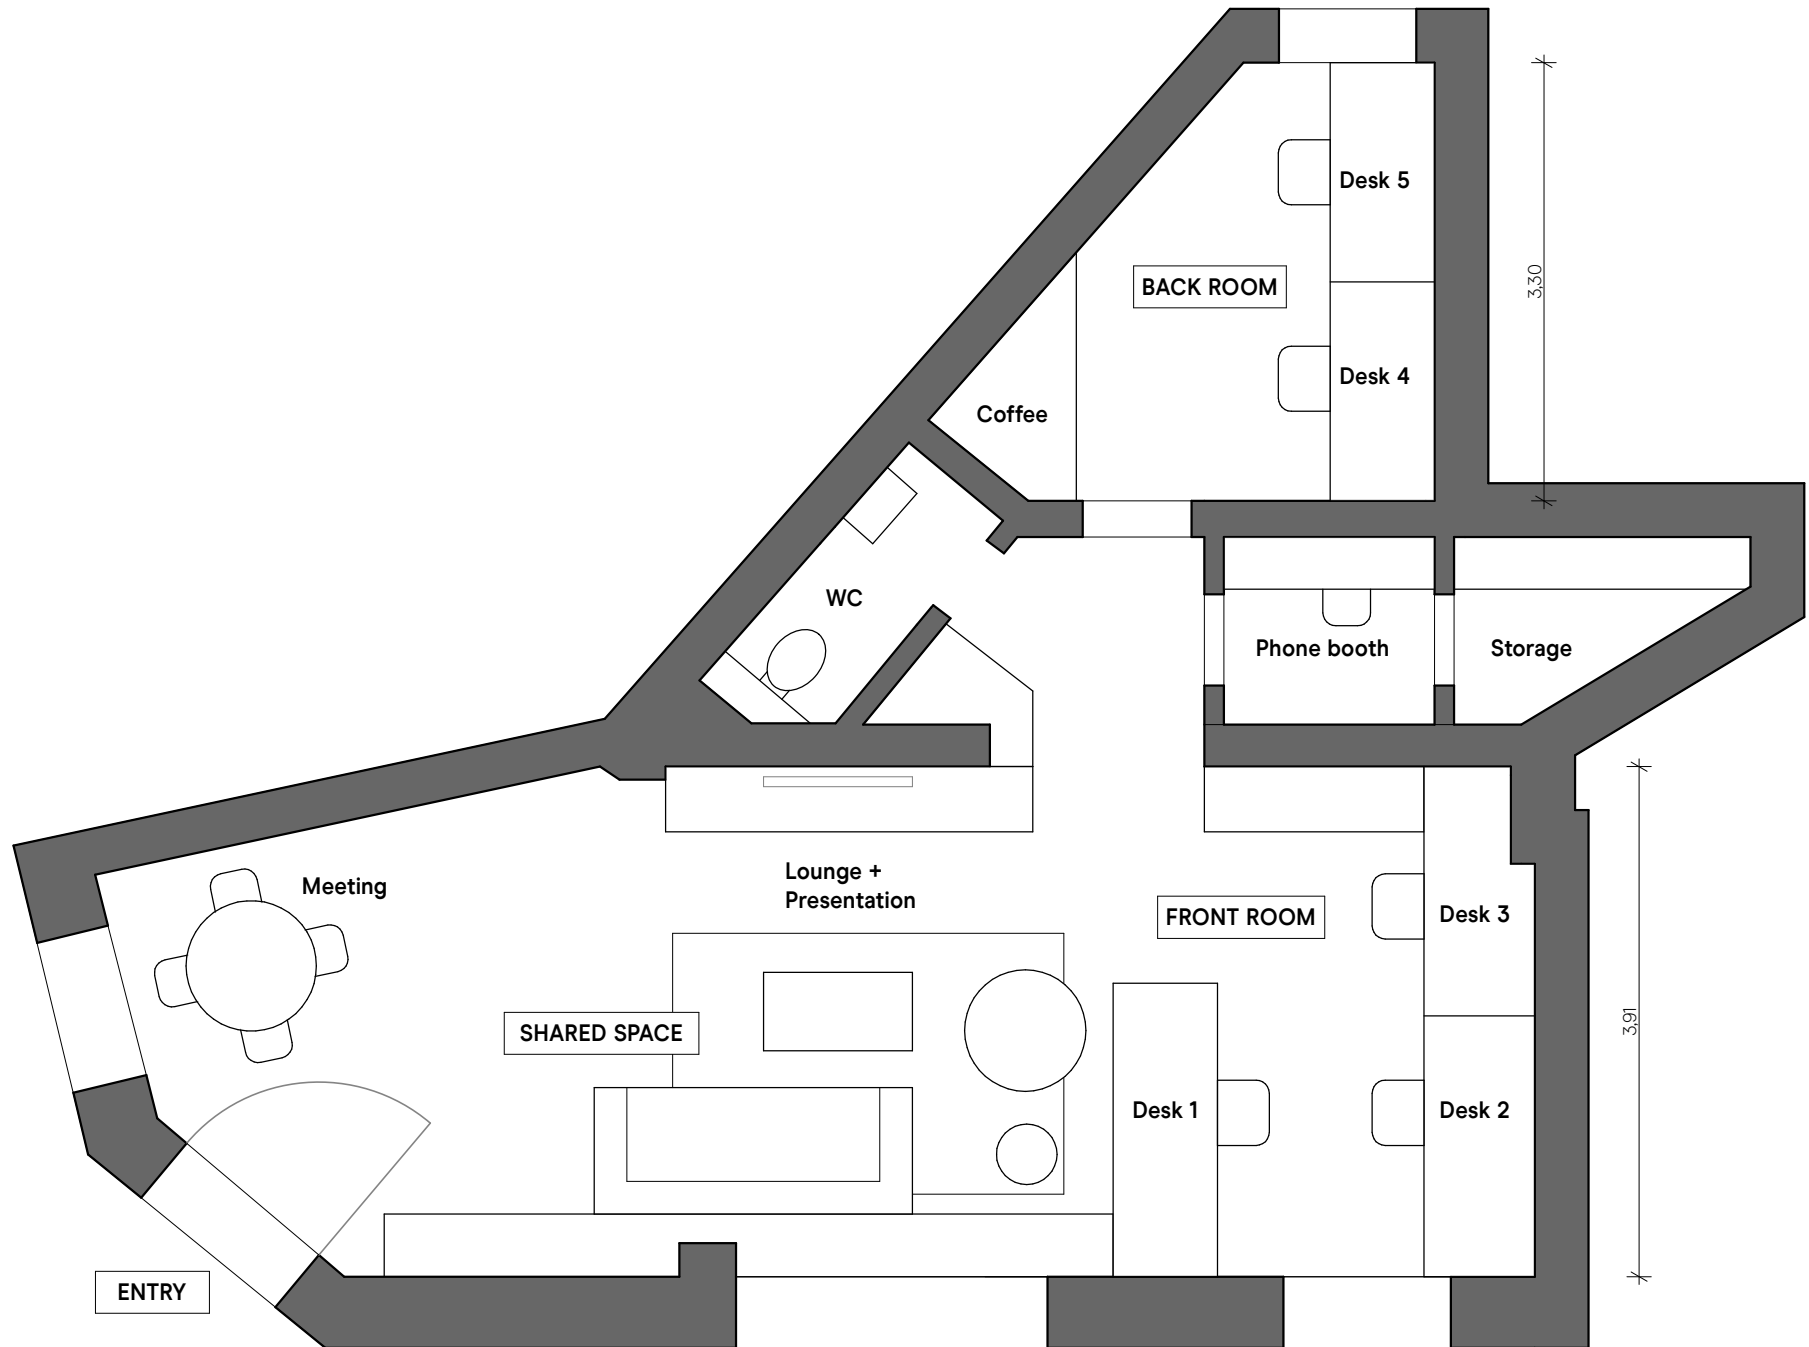 Desk 5
BACK ROOM
3,30
Desk 4
Coffee
WC
Phone booth
Storage
Meeting
Lounge +
Presentation
FRONT ROOM
Desk 3
SHARED SPACE
3,91
Desk 1
Desk 2
ENTRY